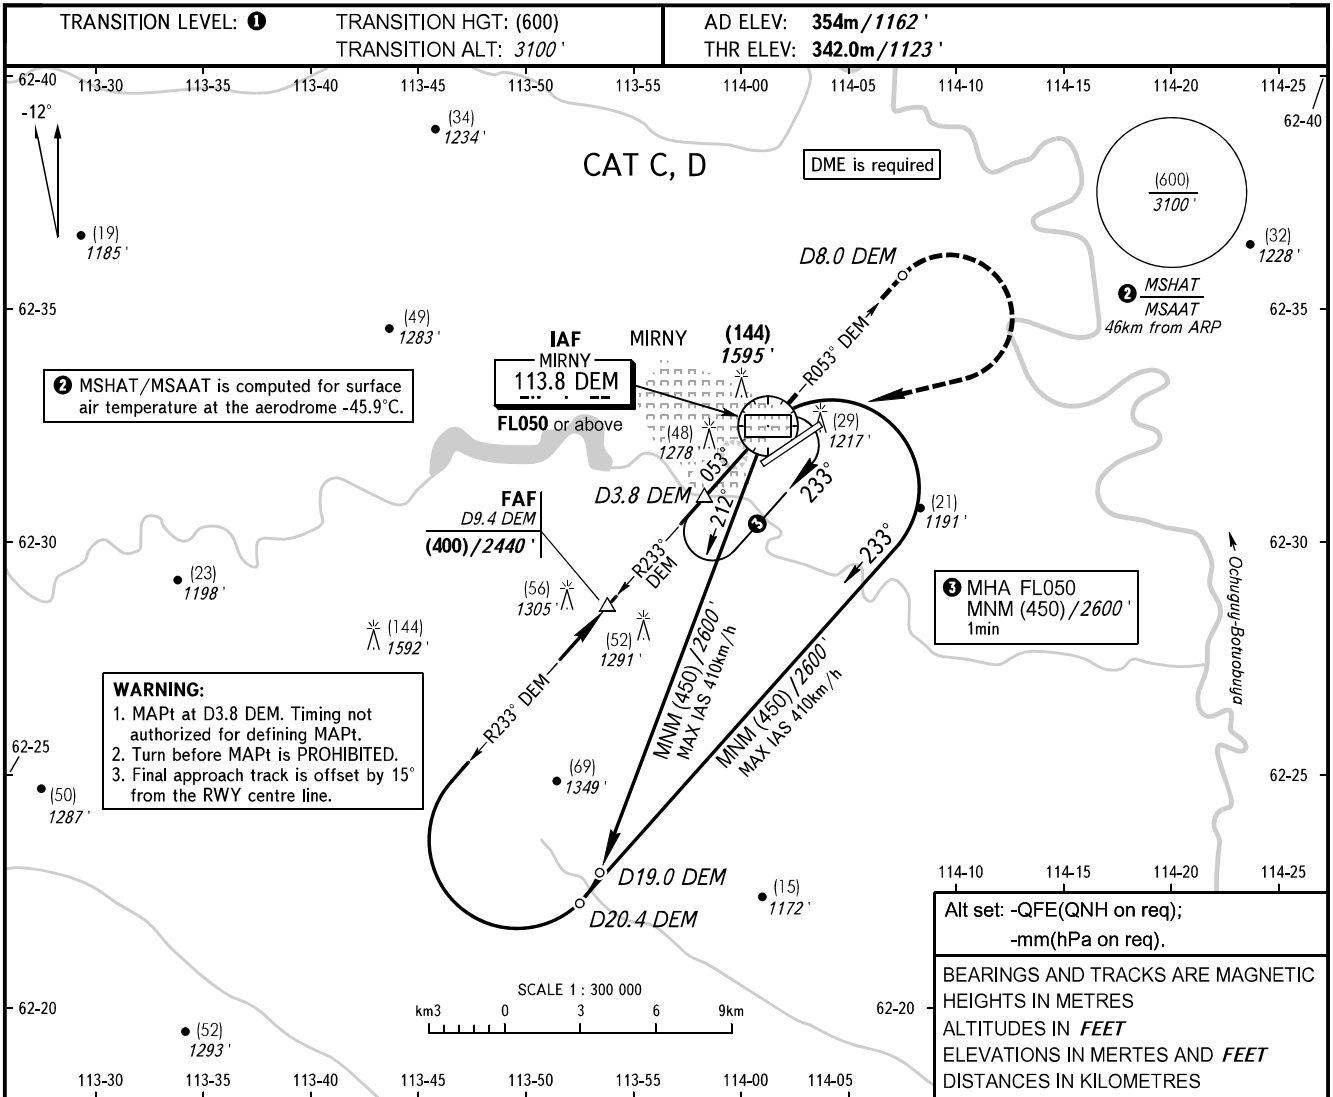 TRANSITION LEVEL: ❶
TRANSITION HGT: (600)
TRANSITION ALT: 3100 '
AD ELEV: 354m/1162 '
THR ELEV: 342.0m/1123 '
62-40
113-30 113-35 113-40 113-45 113-50 113-55 114-00 114-05 114-10 114-15 114-20 114-25
62-40
-12°
(34)
1234 '
CAT C, D
DME is required
(600)
3100 '
(19)
1185 '
(32)
1228 '
D8.0 DEM
❷ MSHAT
MSAAT
46km from ARP
62-35
62-35
(49)
1283 '
IAF
MIRNY
113.8 DEM
FL050 or above
MIRNY
(144)
1595 '
R053° DEM
❷ MSHAT/MSAAT is computed for surface
air temperature at the aerodrome -45.9°C.
(48)
1278 '
(29)
1217 '
053°
233°
D3.8 DEM
212°
❸
FAF
D9.4 DEM
(400)/2440 '
(21)
1191 '
233°
62-30
62-30
R233°
DEM
(23)
1198 '
(56)
1305 '
❸ MHA FL050
MNM (450)/2600 '
1min
Ochuguy-Botuobuya
(144)
1592 '
(52)
1291 '
MNM (450)/2600'
MAX IAS 410km/h
MNM (450)/2600'
MAX IAS 410km/h
R233° DEM
WARNING:
1. MAPt at D3.8 DEM. Timing not
authorized for defining MAPt.
2. Turn before MAPt is PROHIBITED.
3. Final approach track is offset by 15°
from the RWY centre line.
62-25
62-25
(50)
1287 '
(69)
1349 '
D19.0 DEM
D20.4 DEM
(15)
1172 '
114-10 114-15 114-20 114-25
Alt set: -QFE(QNH on req);
-mm(hPa on req).
BEARINGS AND TRACKS ARE MAGNETIC
HEIGHTS IN METRES
ALTITUDES IN FEET
ELEVATIONS IN MERTES AND FEET
DISTANCES IN KILOMETRES
62-20
62-20
SCALE 1 : 300 000
km3 0 3 6 9km
(52)
1293 '
113-30 113-35 113-40 113-45 113-50 113-55 114-00 114-05